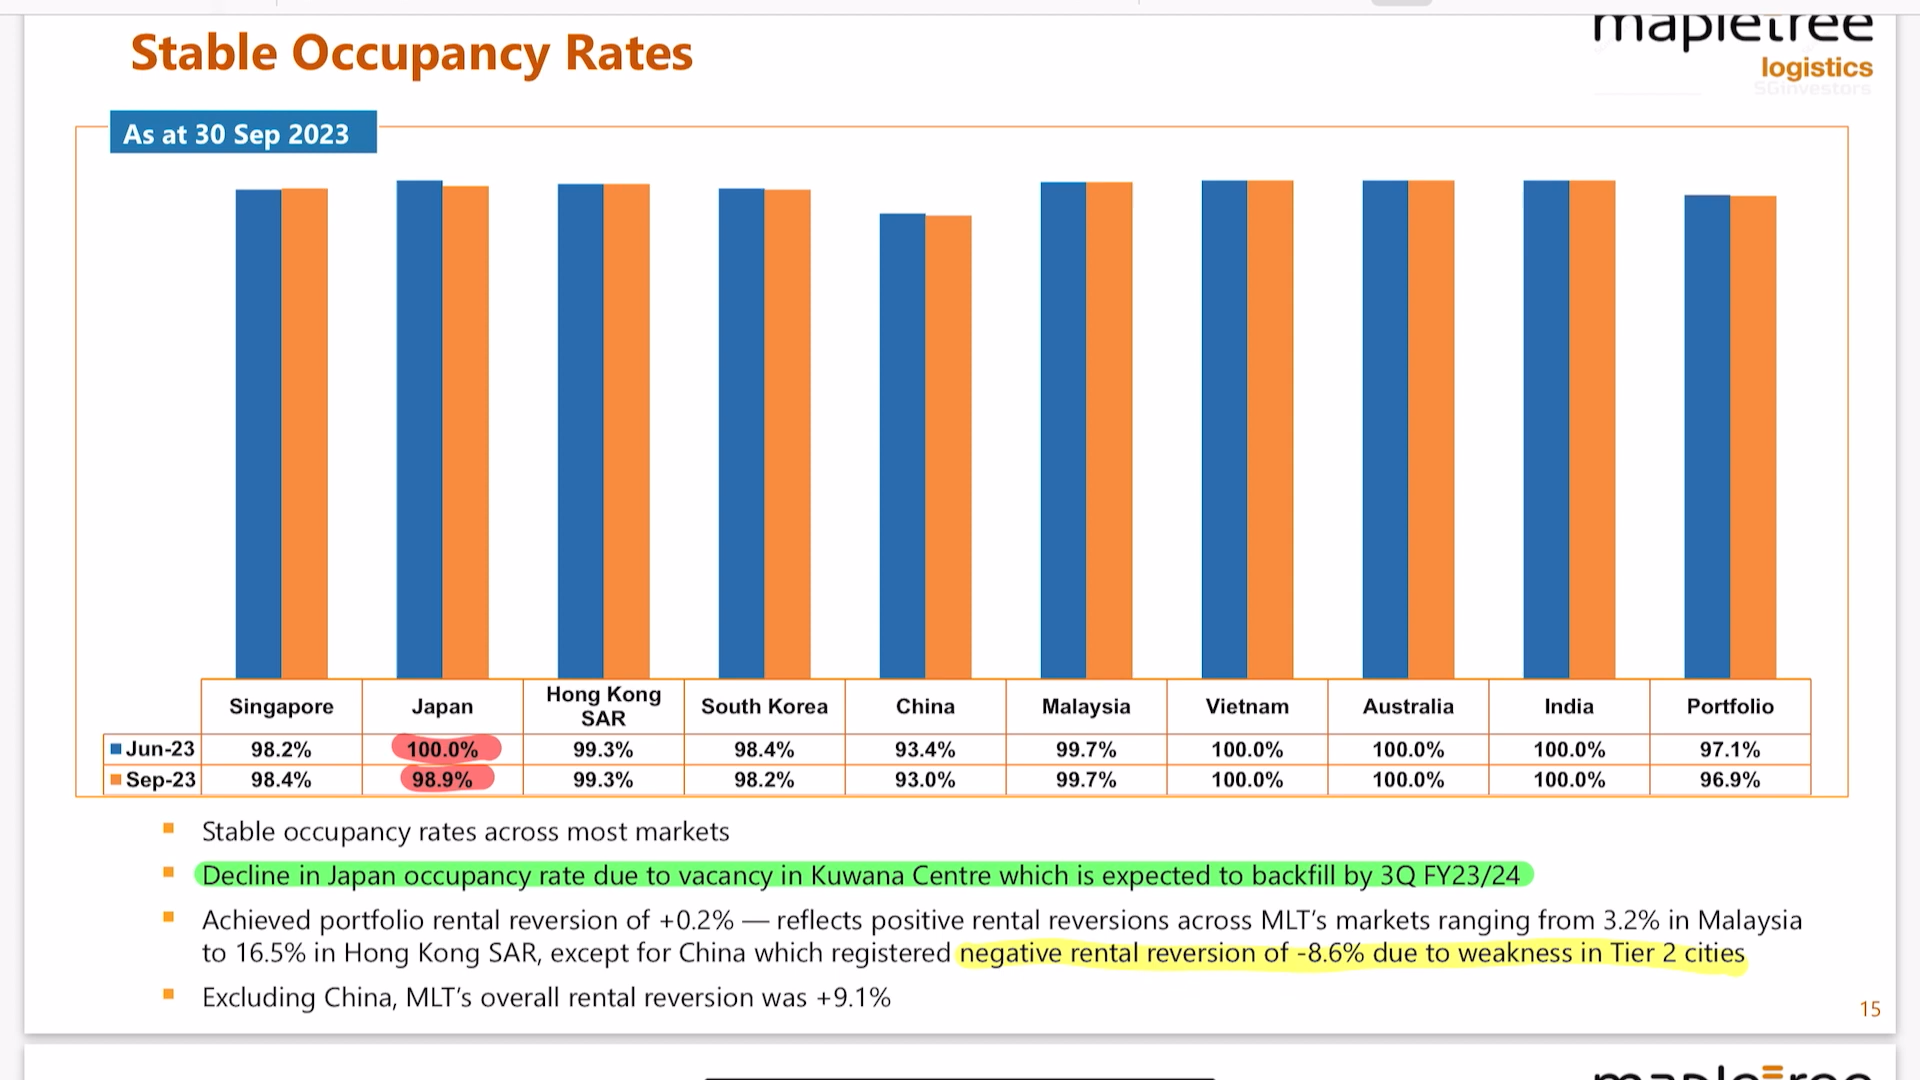 Stable Occupancy Rates
mapletree
logistics
SGinvestors
As at 30 Sep 2023
Singapore Japan Hong Kong SAR South Korea China Malaysia Vietnam Australia India Portfolio
Jun-23 98.2% 100.0% 99.3% 98.4% 93.4% 99.7% 100.0% 100.0% 100.0% 97.1%
Sep-23 98.4% 98.9% 99.3% 98.2% 93.0% 99.7% 100.0% 100.0% 100.0% 96.9%
Stable occupancy rates across most markets
Decline in Japan occupancy rate due to vacancy in Kuwana Centre which is expected to backfill by 3Q FY23/24
Achieved portfolio rental reversion of +0.2% — reflects positive rental reversions across MLT’s markets ranging from 3.2% in Malaysia
to 16.5% in Hong Kong SAR, except for China which registered negative rental reversion of -8.6% due to weakness in Tier 2 cities
Excluding China, MLT’s overall rental reversion was +9.1%
15
mapletree